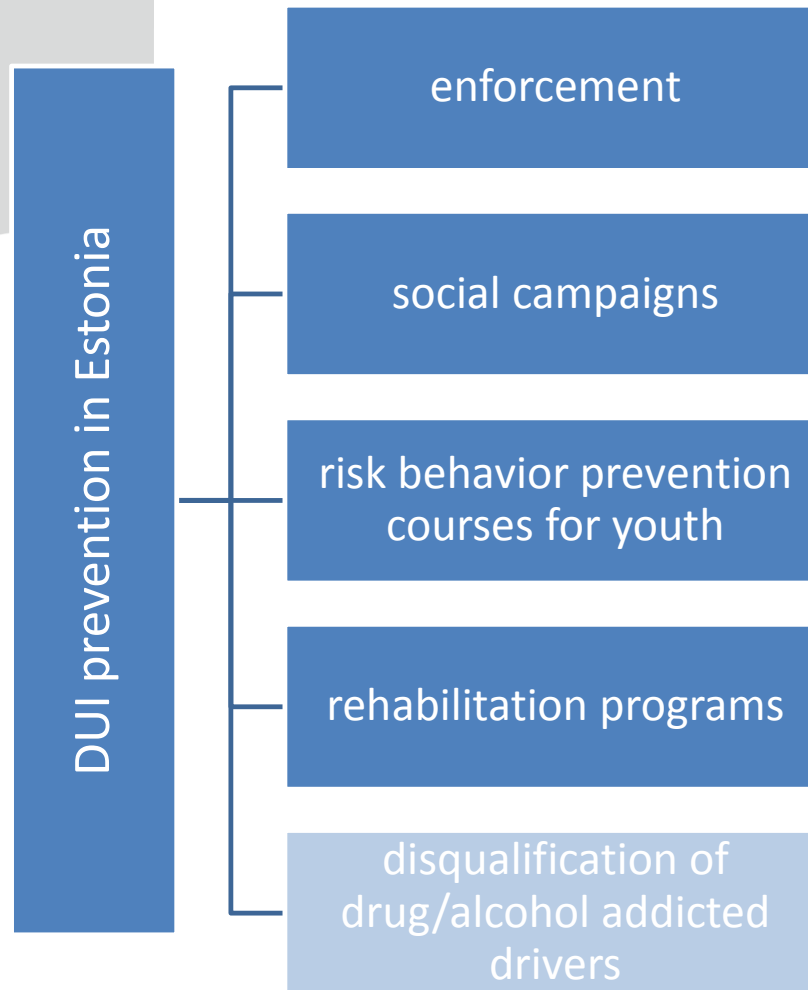 DUI prevention in Estonia
enforcement
social campaigns
risk behavior prevention
courses for youth
rehabilitation programs
disqualification of
drug/alcohol addicted
drivers